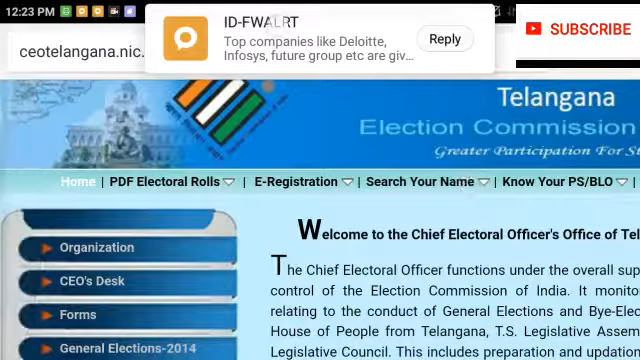 12:23 PM
ID-FWALRT
Top companies like Deloitte,
Infosys, future group etc are giv...
Reply
SUBSCRIBE
ceotelangana.nic.
Telangana
Election Commission
Greater Participation For
Home | PDF Electoral Rolls | E-Registration | Search Your Name | Know Your PS/BLO |
Organization
CEO's Desk
Forms
General Elections-2014
Welcome to the Chief Electoral Officer's Office of Tel
The Chief Electoral Officer functions under the overall sup
control of the Election Commission of India. It monito
relating to the conduct of General Elections and Bye-Elec
House of People from Telangana, T.S. Legislative Assem
Legislative Council. This includes preparation and updation